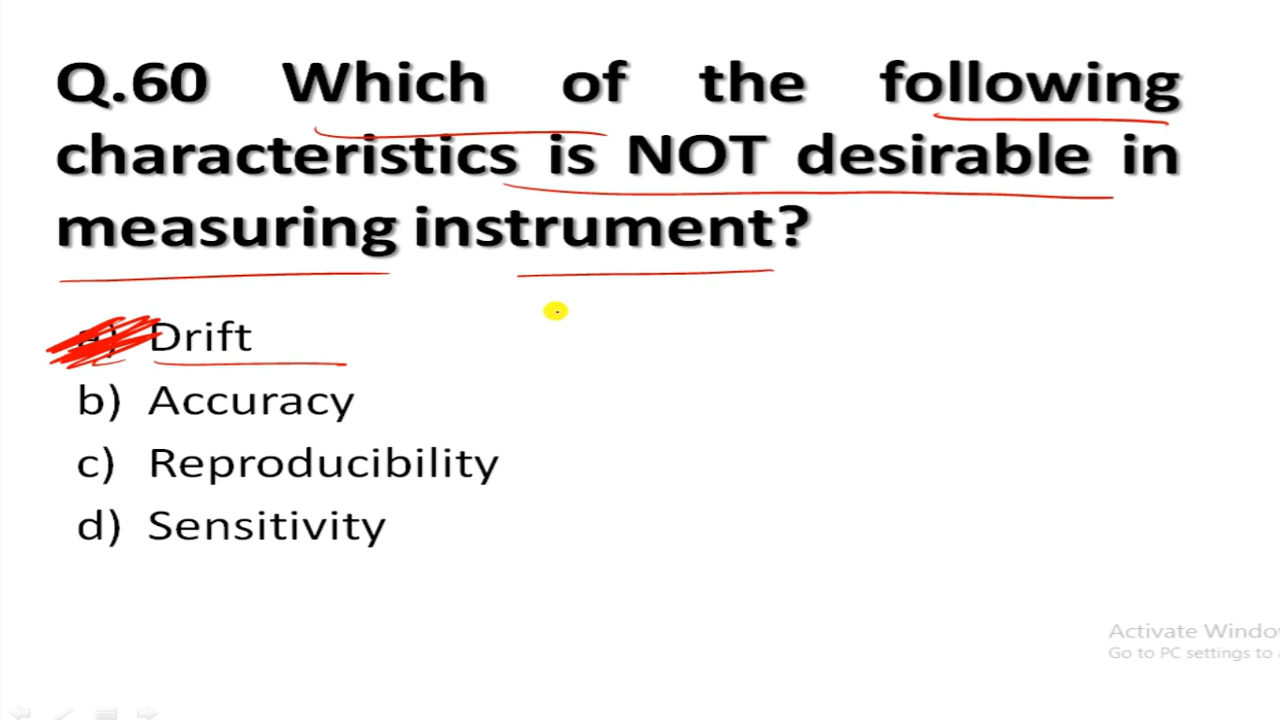 Q.60 Which of the following
characteristics is NOT desirable in
measuring instrument?
a) Drift
b) Accuracy
c) Reproducibility
d) Sensitivity
Activate Windo
Go to PC settings to a